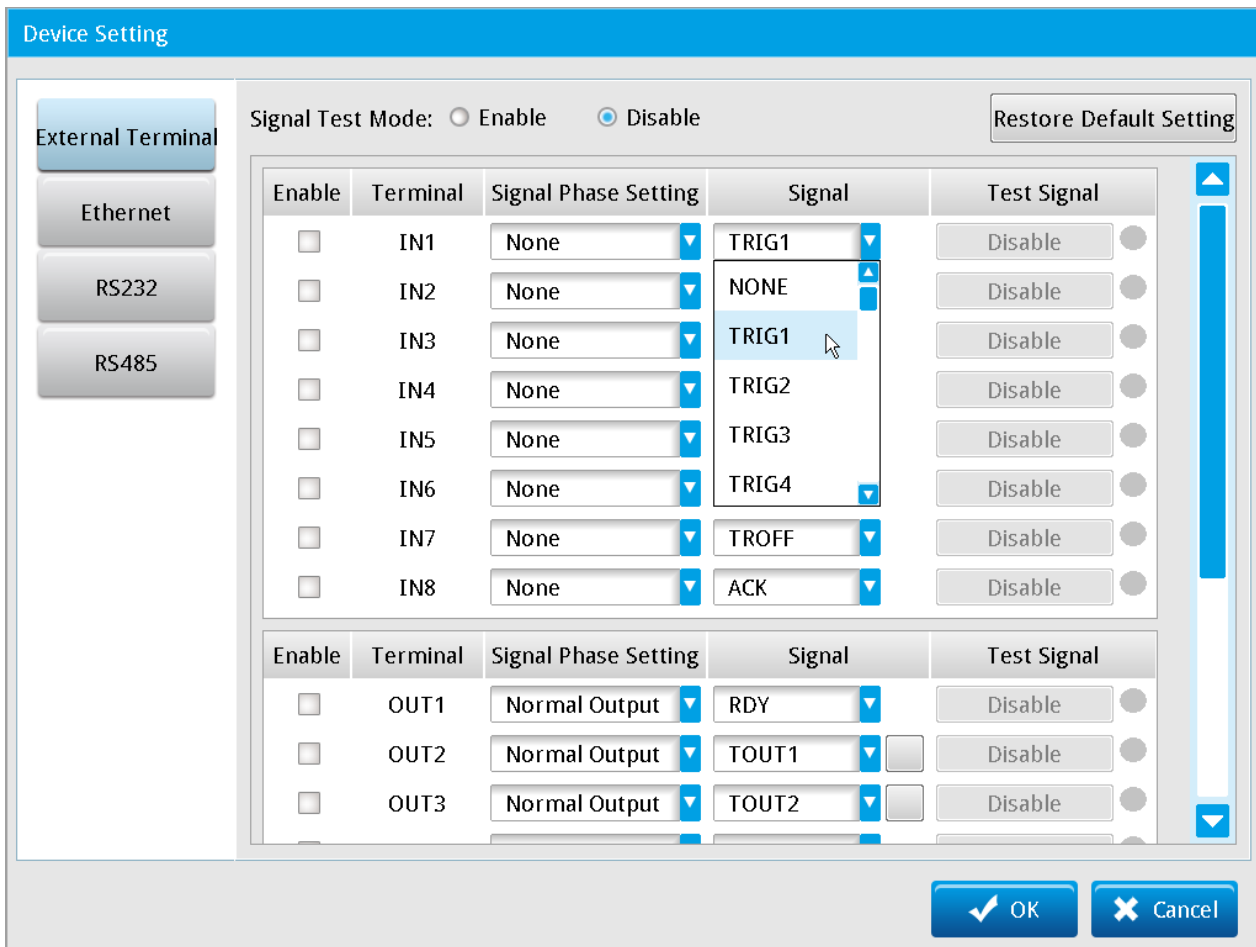 Device Setting
External Terminal
Ethernet
RS232
RS485
Signal Test Mode: Enable Disable Restore Default Setting
Enable Terminal Signal Phase Setting Signal Test Signal
IN1 None TRIG1 Disable
IN2 None NONE Disable
IN3 None TRIG1 Disable
IN4 None TRIG2 Disable
IN5 None TRIG3 Disable
IN6 None TRIG4 Disable
IN7 None TROFF Disable
IN8 None ACK Disable
Enable Terminal Signal Phase Setting Signal Test Signal
OUT1 Normal Output RDY Disable
OUT2 Normal Output TOUT1 Disable
OUT3 Normal Output TOUT2 Disable
OK Cancel